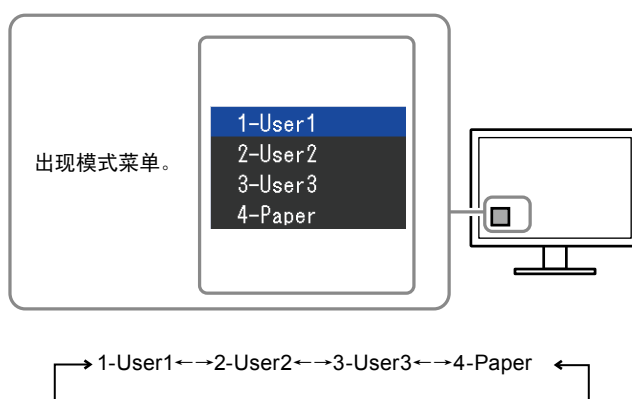 出现模式菜单。
1-User1
2-User2
3-User3
4-Paper
1-User1←→2-User2←→3-User3←→4-Paper